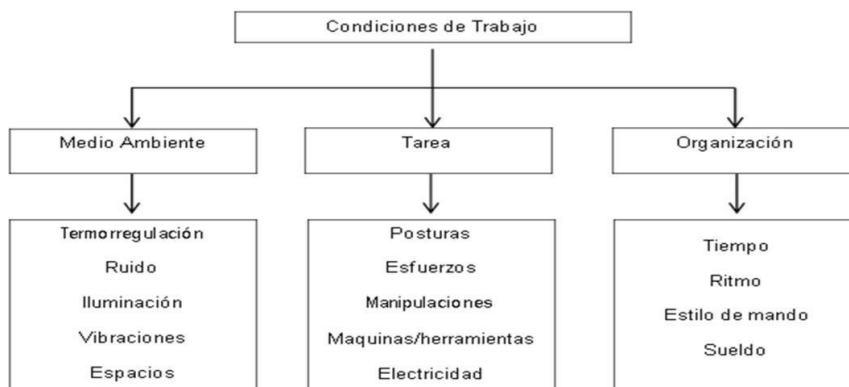 Condiciones de Trabajo
Medio Ambiente
Tarea
Organización
Termorregulación
Ruido
Iluminación
Vibraciones
Espacios
Posturas
Esfuerzos
Manipulaciones
Maquinas/herramientas
Electricidad
Tiempo
Ritmo
Estilo de mando
Sueldo